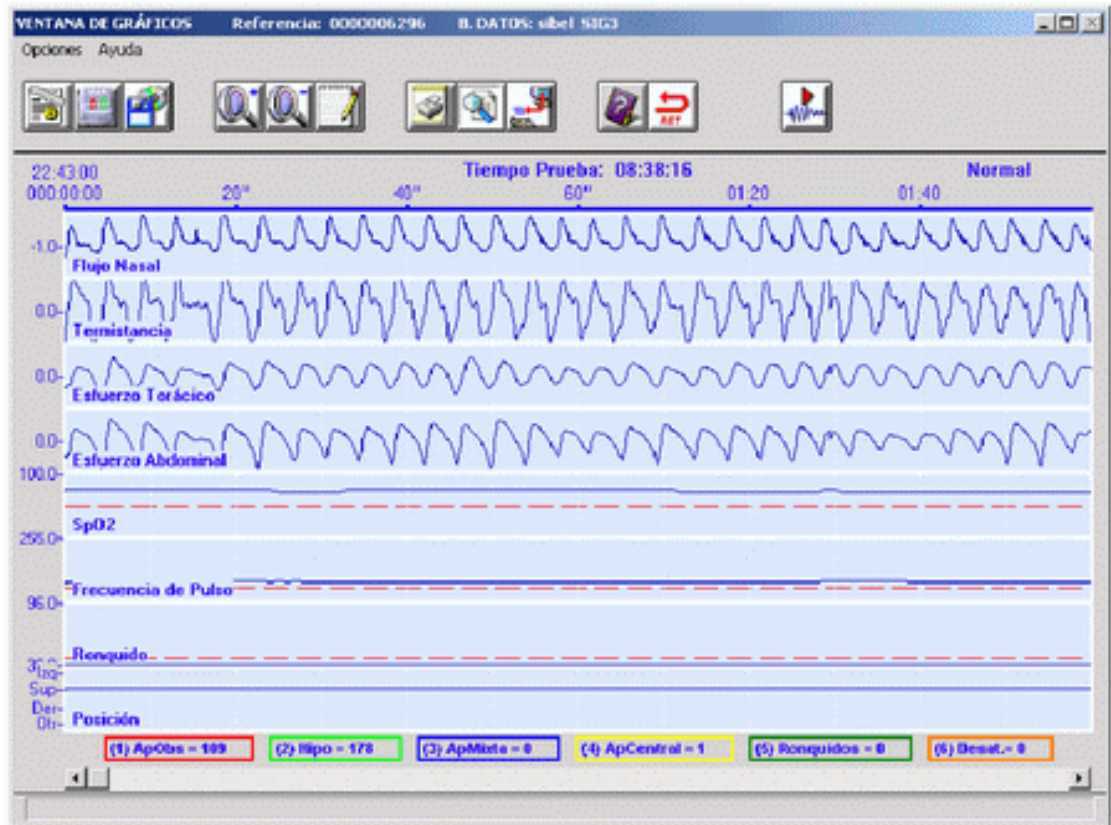 VENTANA DE GRÁFICOS Referencia: 0000006296 B. DATOS: sibel SIG3
Opciones Ayuda
RET
22:43:00 Tiempo Prueba: 08:38:16 Normal
000:00:00 20" 40" 60" 01:20 01:40
-1.0-
Flujo Nasal
0.0-
Termistancia
0.0-
Esfuerzo Torácico
0.0-
Esfuerzo Abdominal
100.0-
SpO2
255.0-
Frecuencia de Pulso
96.0-
Ronquido
Izq-
Sup-
Der-
Otr- Posición
(1) ApObs = 109 (2) Hipo = 178 (3) ApMixta = 0 (4) ApCentral = 1 (5) Ronquidos = 0 (6) Desat.= 0